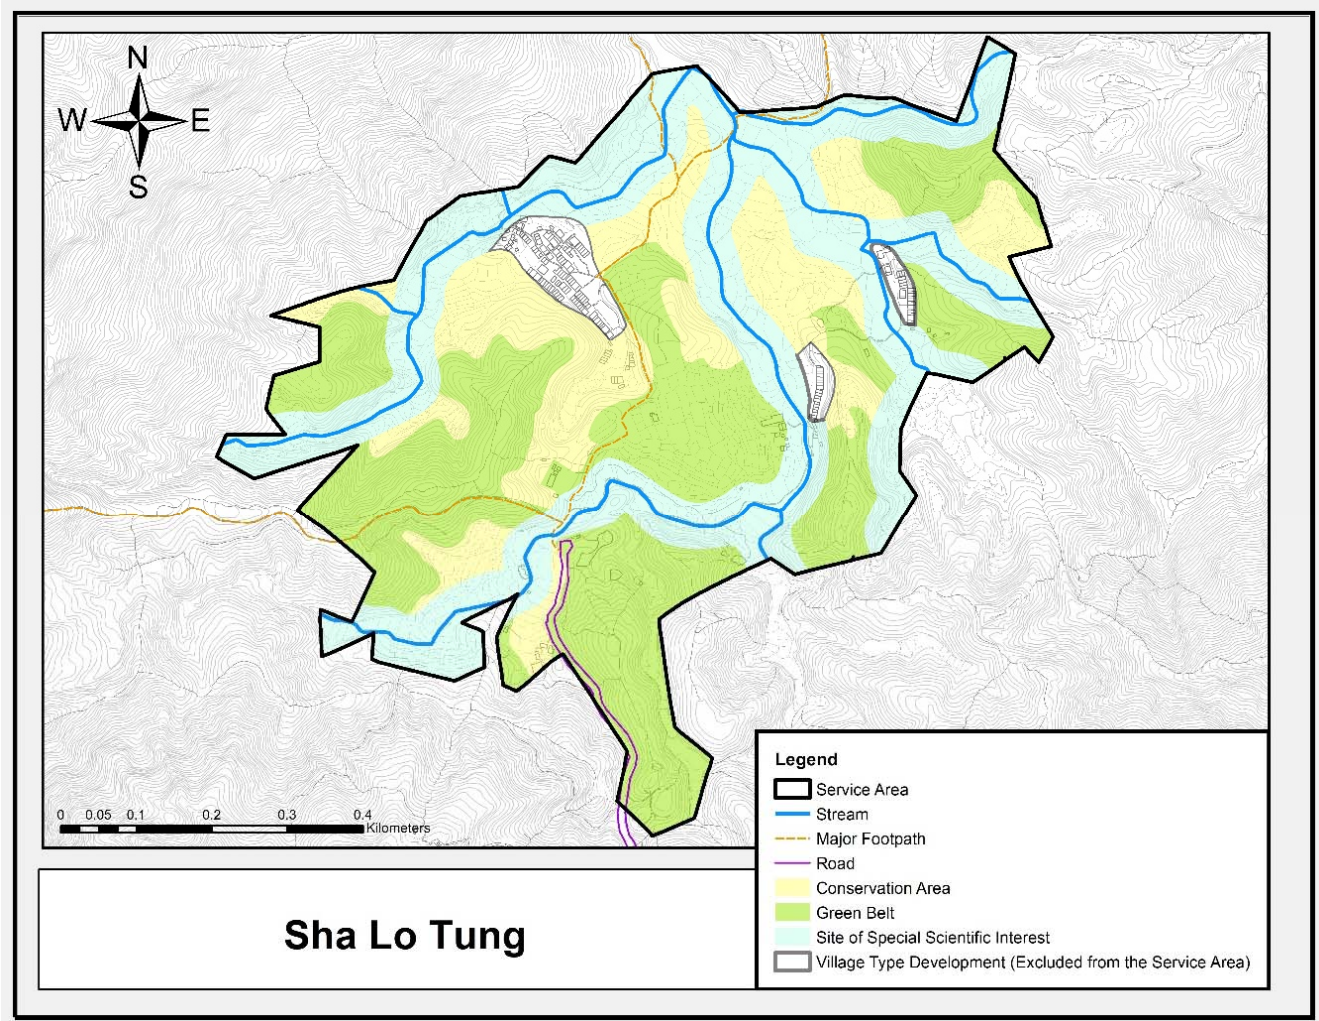 N
W E
S
0 0.05 0.1 0.2 0.3 0.4
Kilometers
Sha Lo Tung
Legend
Service Area
Stream
Major Footpath
Road
Conservation Area
Green Belt
Site of Special Scientific Interest
Village Type Development (Excluded from the Service Area)